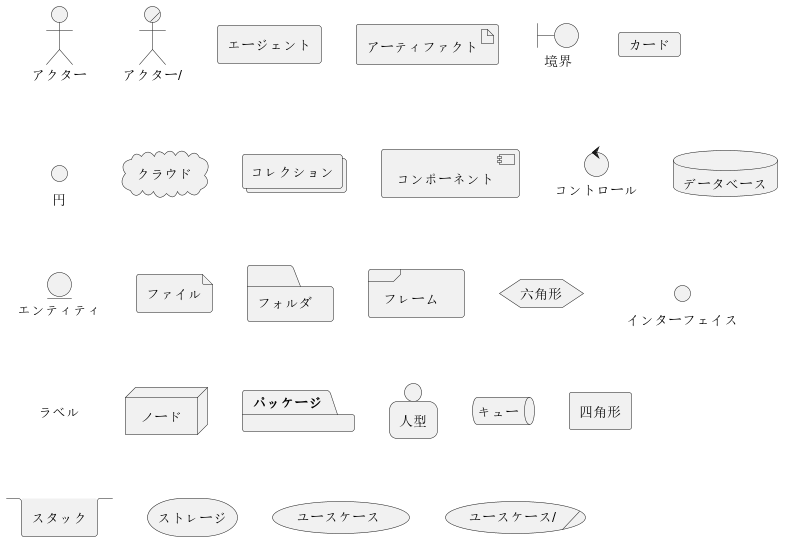 アクター
アクター/
エージェント
アーティファクト
境界
カード
円
クラウド
コレクション
コンポーネント
コントロール
データベース
エンティティ
ファイル
フォルダ
フレーム
六角形
インターフェイス
ラベル
ノード
パッケージ
人型
キュー
四角形
スタック
ストレージ
ユースケース
ユースケース/